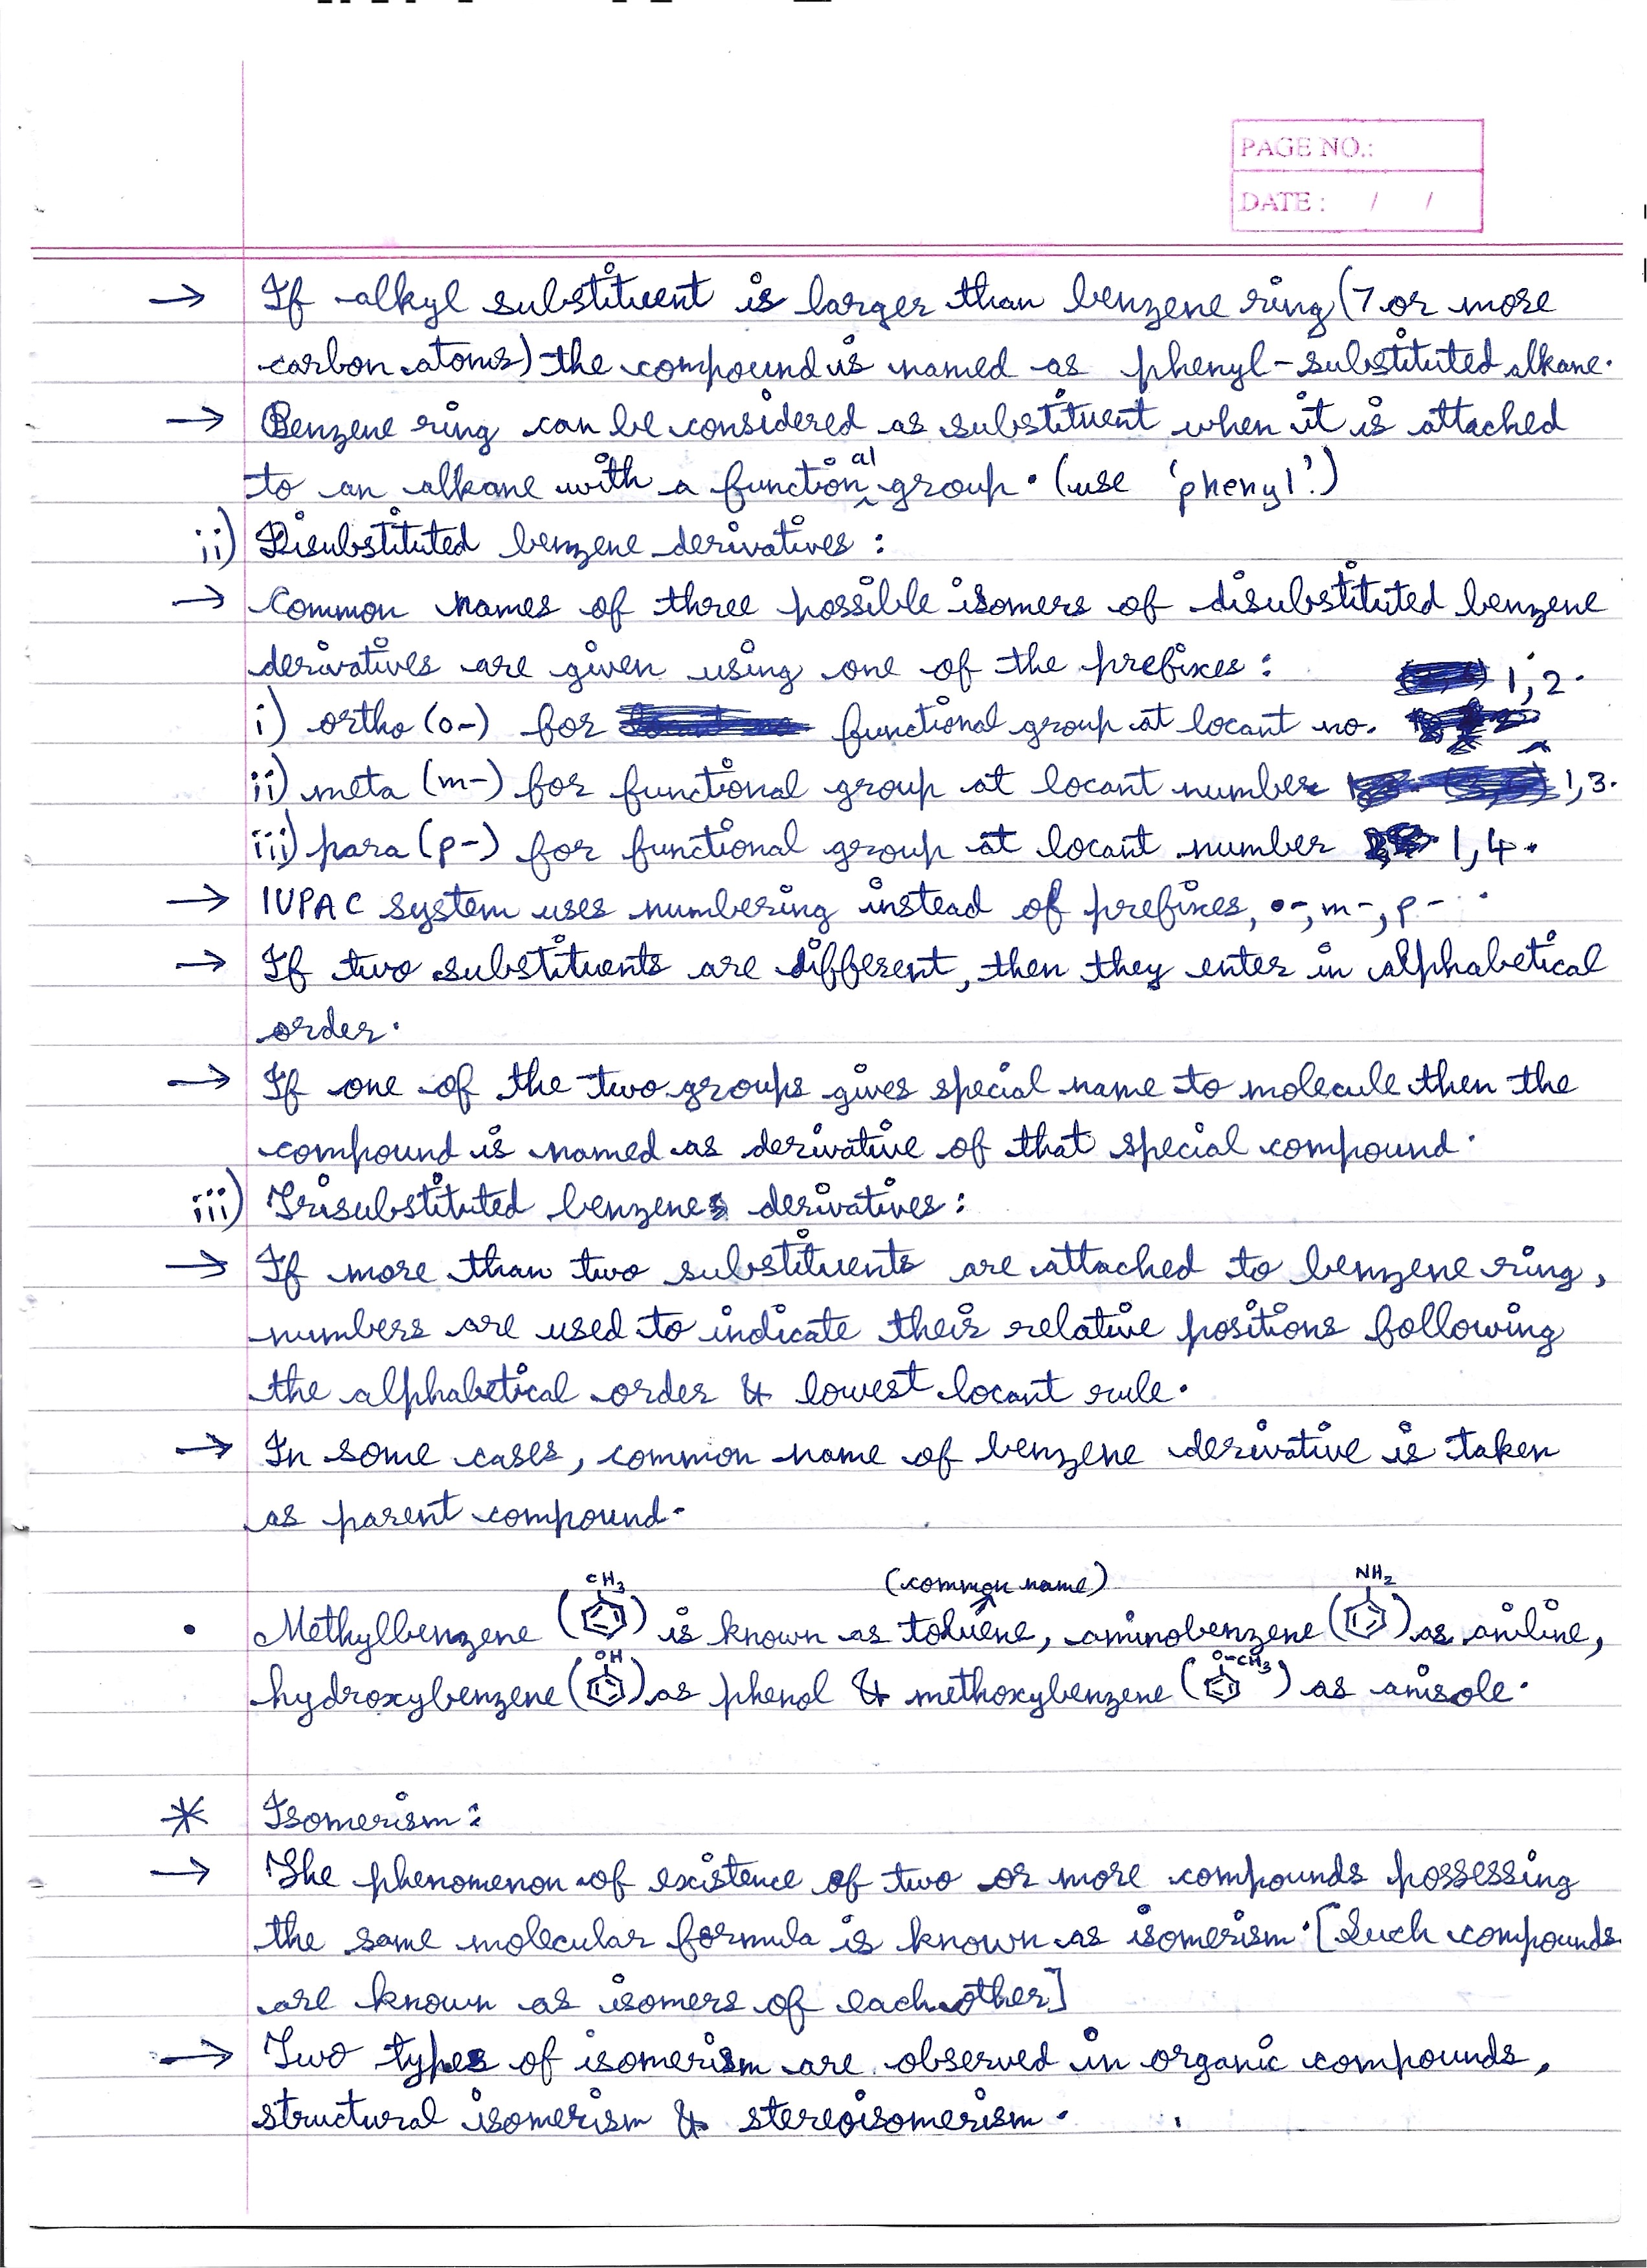 PAGE NO.:
DATE : / /
→ If alkyl substituent is larger than benzene ring (7 or more
carbon atoms) the compound is named as phenyl-substituted alkane.
→ Benzene ring can be considered as substituent when it is attached
to an alkane with a functional group. (use 'phenyl'.)
ii) Disubstituted benzene derivatives :
→ Common names of three possible isomers of disubstituted benzene
derivatives are given using one of the prefixes :
i) ortho (o-) for functional group at locant no. 1,2.
ii) meta (m-) for functional group at locant number 1,3.
iii) para (p-) for functional group at locant number 1,4.
→ IUPAC system uses numbering instead of prefixes, o-, m-, p-.
→ If two substituents are different, then they enter in alphabetical
order.
→ If one of the two groups gives special name to molecule then the
compound is named as derivative of that special compound.
iii) Trisubstituted benzenes derivatives :
→ If more than two substituents are attached to benzene ring,
numbers are used to indicate their relative positions following
the alphabetical order & lowest locant rule.
→ In some cases, common name of benzene derivative is taken
as parent compound.
CH3 (common name) NH2
• Methylbenzene ( ) is known as toluene, aminobenzene ( ) as aniline,
OH O-CH3
hydroxybenzene ( ) as phenol & methoxybenzene ( ) as anisole.
* Isomerism :
→ The phenomenon of existence of two or more compounds possessing
the same molecular formula is known as isomerism. [Such compounds
are known as isomers of each other]
→ Two types of isomerism are observed in organic compounds,
structural isomerism & stereoisomerism.